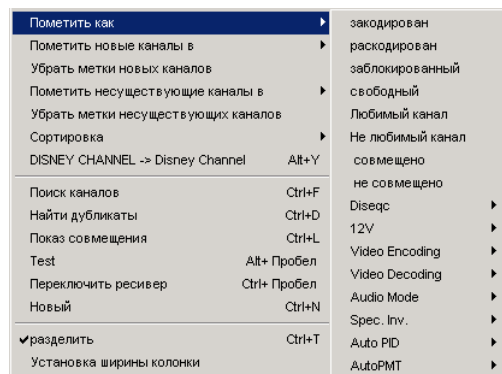 Пометить как
Пометить новые каналы в
Убрать метки новых каналов
Пометить несуществующие каналы в
Убрать метки несуществующих каналов
Сортировка
DISNEY CHANNEL -> Disney Channel Alt+Y
Поиск каналов Ctrl+F
Найти дубликаты Ctrl+D
Показ совмещения Ctrl+L
Test Alt+ Пробел
Переключить ресивер Ctrl+ Пробел
Новый Ctrl+N
разделить Ctrl+T
Установка ширины колонки
закодирован
раскодирован
заблокированный
свободный
Любимый канал
Не любимый канал
совмещено
не совмещено
Diseqc
12V
Video Encoding
Video Decoding
Audio Mode
Spec. Inv.
Auto PID
AutoPMT